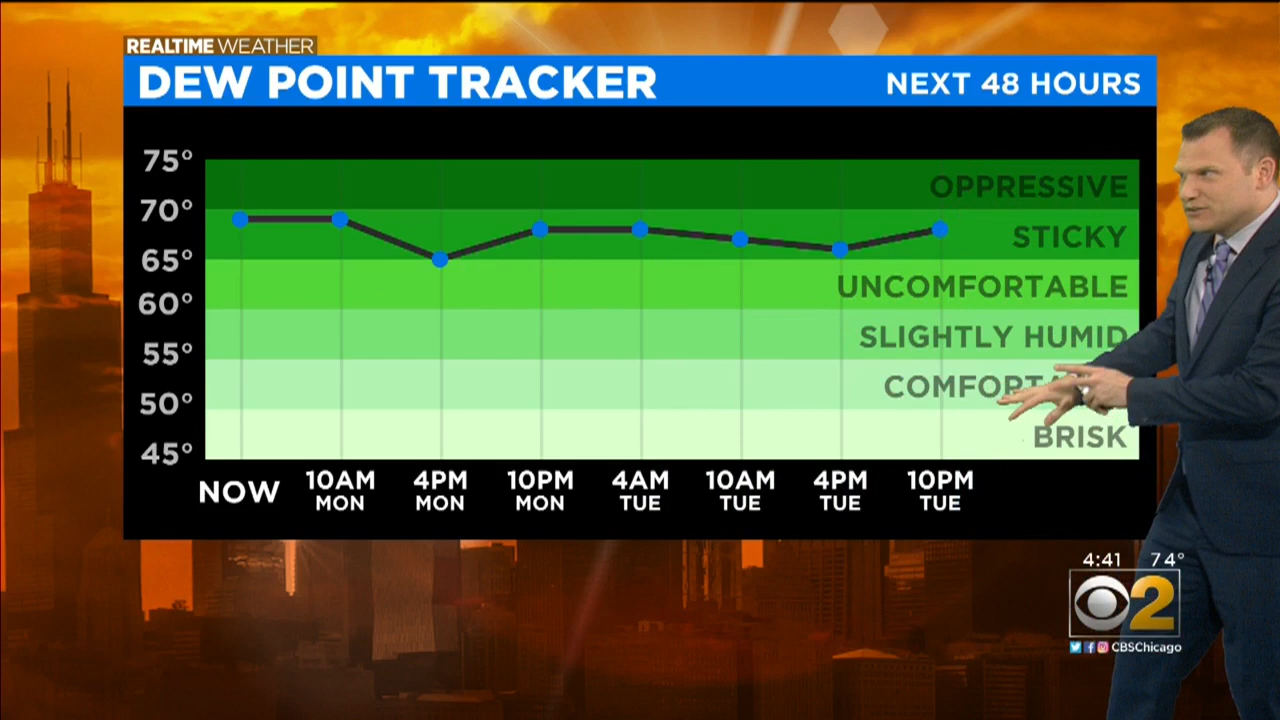 REALTIME WEATHER
DEW POINT TRACKER
NEXT 48 HOURS
75°
OPPRESSIVE
70°
STICKY
65°
UNCOMFORTABLE
60°
SLIGHTLY HUMID
55°
50°
BRISK
45°
NOW
10AM
MON
4PM
MON
10PM
MON
4AM
TUE
10AM
TUE
4PM
TUE
10PM
TUE
4:41 74°
2
CBSChicago